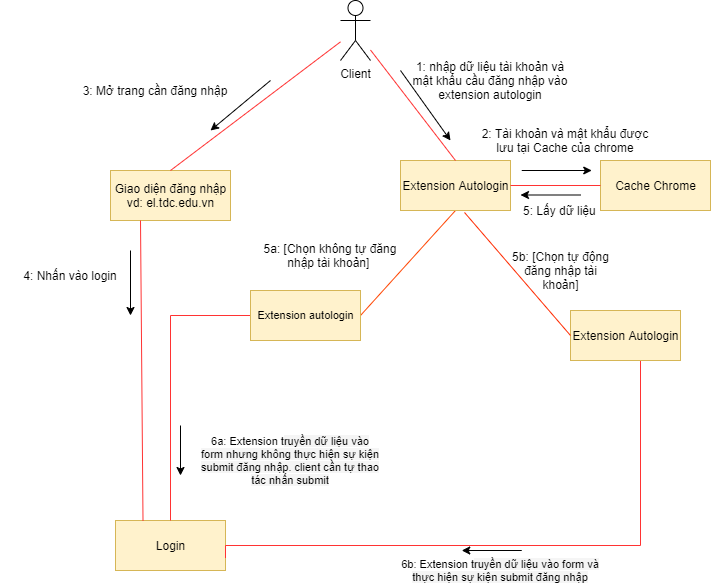 Client
1: nhập dữ liệu tài khoản và
mật khẩu cầu đăng nhập vào
extension autologin
3: Mở trang cần đăng nhập
2: Tài khoản và mật khẩu được
lưu tại Cache của chrome
Giao diện đăng nhập
vd: el.tdc.edu.vn
Extension Autologin
Cache Chrome
5: Lấy dữ liệu
4: Nhấn vào login
5a: [Chọn không tự đăng
nhập tài khoản]
5b: [Chọn tự động
đăng nhập tài
khoản]
Extension autologin
Extension Autologin
6a: Extension truyền dữ liệu vào
form nhưng không thực hiện sự kiện
submit đăng nhập. client cần tự thao
tác nhấn submit
Login
6b: Extension truyền dữ liệu vào form và
thực hiện sự kiện submit đăng nhập